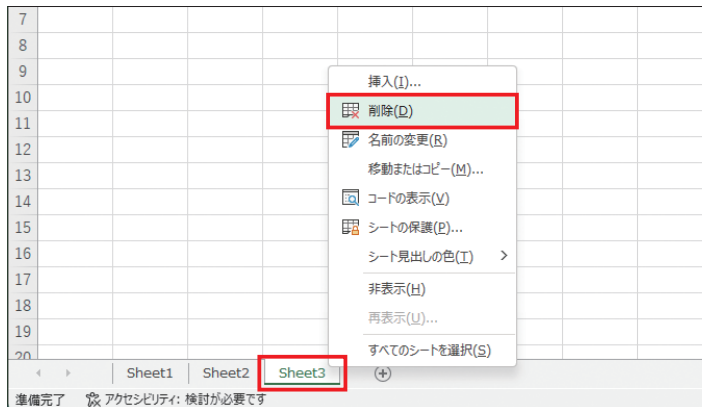 7
8
9
10
11
12
13
14
15
16
17
18
19
20
挿入(I)...
削除(D)
名前の変更(R)
移動またはコピー(M)...
コードの表示(V)
シートの保護(P)...
シート見出しの色(T)
非表示(H)
再表示(U)...
すべてのシートを選択(S)
Sheet1 Sheet2 Sheet3
準備完了 アクセシビリティ: 検討が必要です